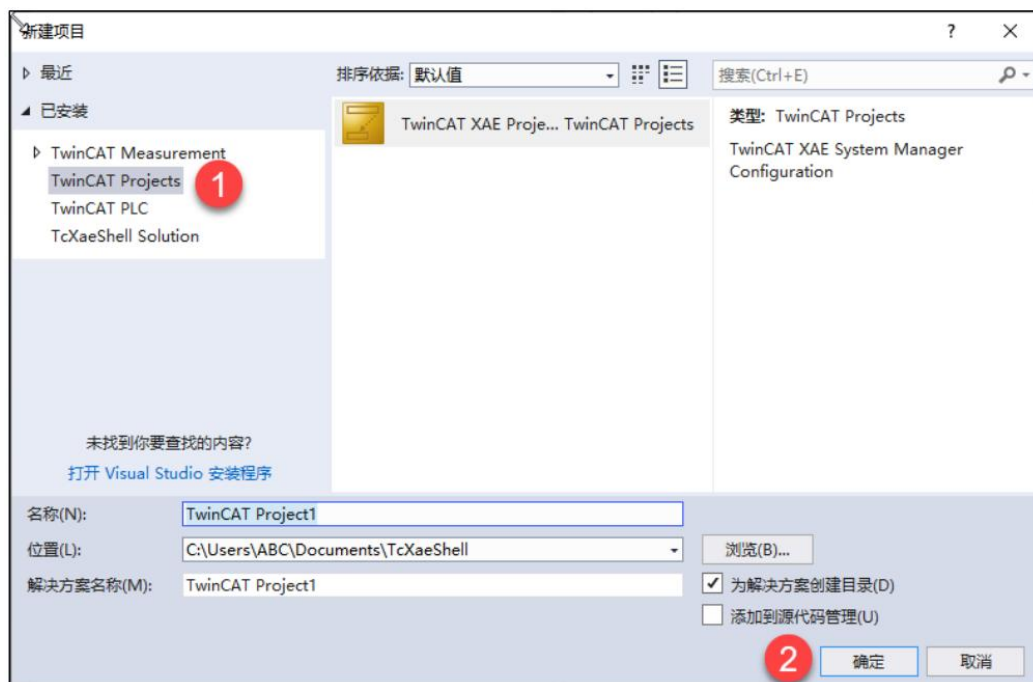 新建项目
最近
已安装
TwinCAT Measurement
TwinCAT Projects
TwinCAT PLC
TcXaeShell Solution
未找到你要查找的内容?
打开 Visual Studio 安装程序
排序依据: 默认值
TwinCAT XAE Proje... TwinCAT Projects
搜索(Ctrl+E)
类型: TwinCAT Projects
TwinCAT XAE System Manager
Configuration
1
名称(N): TwinCAT Project1
位置(L): C:\Users\ABC\Documents\TcXaeShell
浏览(B)...
解决方案名称(M): TwinCAT Project1
为解决方案创建目录(D)
添加到源代码管理(U)
2
确定
取消